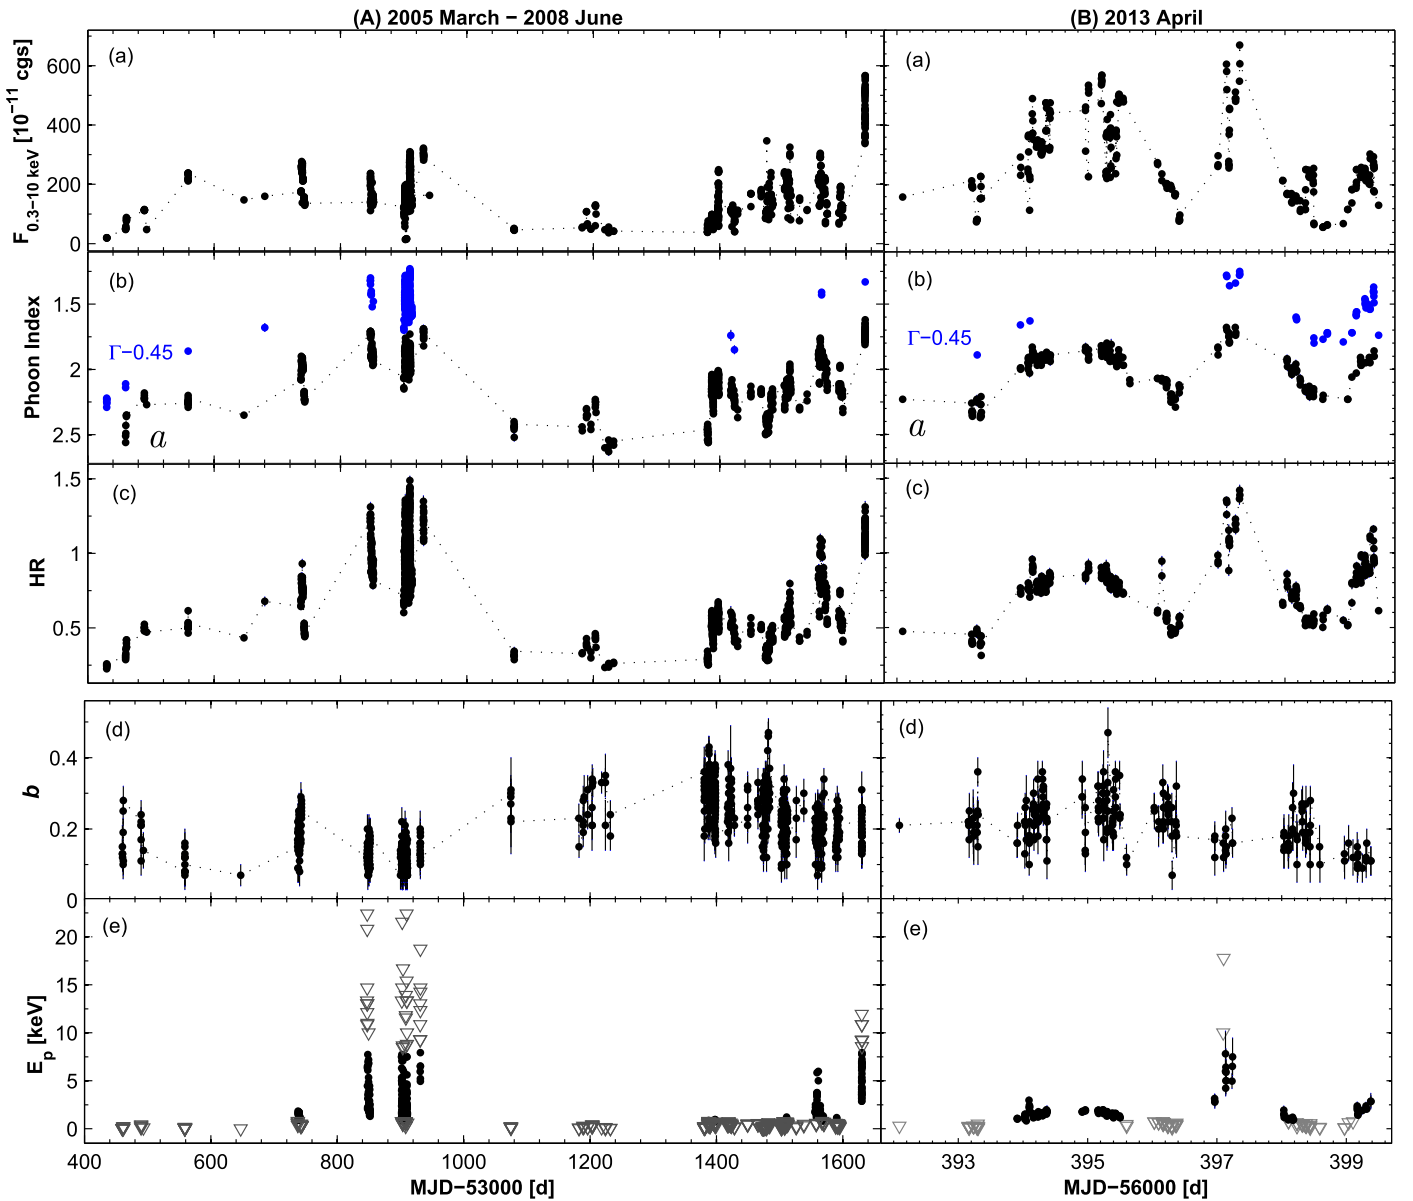 (A) 2005 March − 2008 June
(B) 2013 April
F0.3−10 keV [10−11 cgs]
600
400
200
0
(a)
(a)
Phoon Index
1.5
2
2.5
(b)
Γ−0.45
a
(b)
Γ−0.45
a
HR
1.5
1
0.5
(c)
(c)
b
0.4
0.2
0
(d)
(d)
Ep [keV]
20
15
10
5
0
(e)
(e)
400 600 800 1000 1200 1400 1600
393 395 397 399
MJD−53000 [d]
MJD−56000 [d]